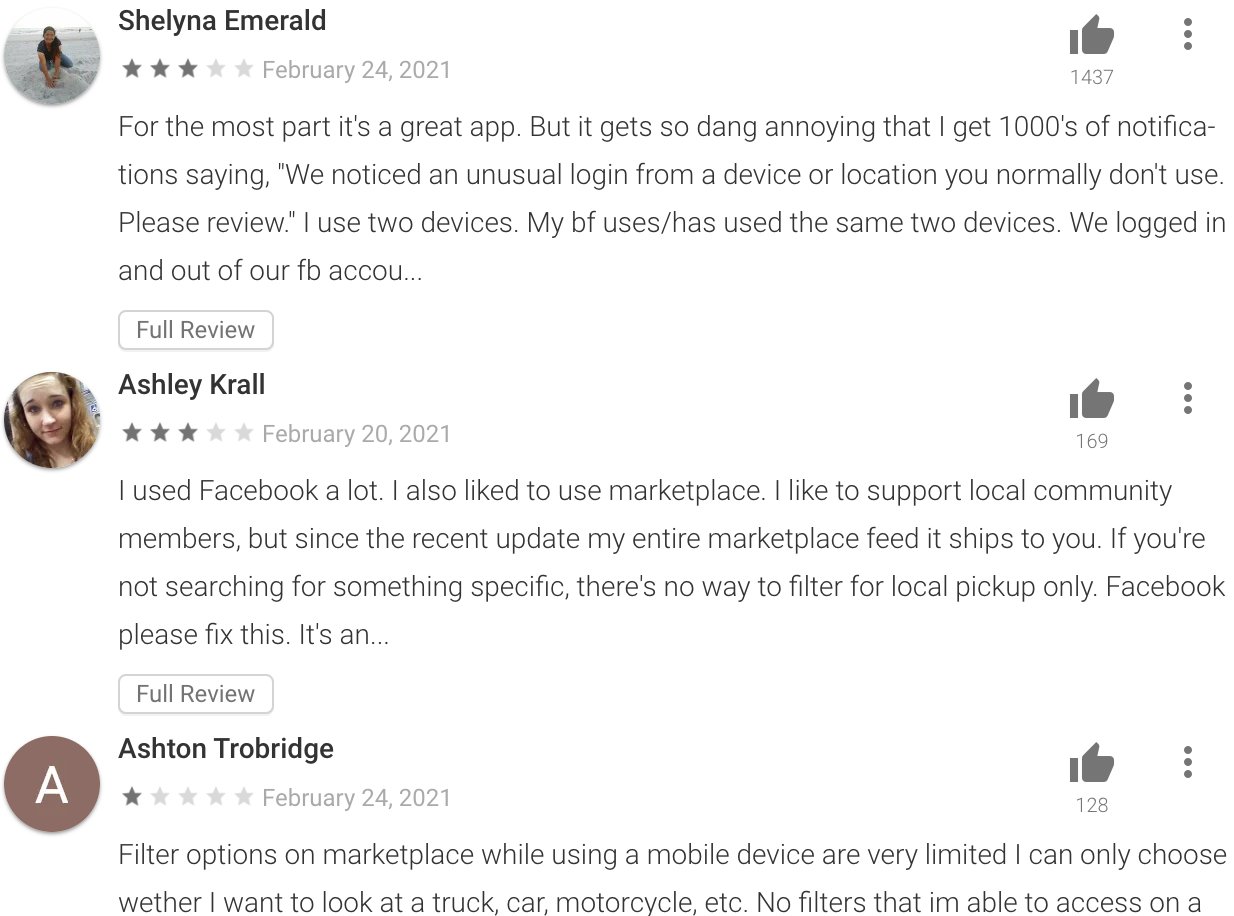 Shelyna Emerald
February 24, 2021
1437
For the most part it's a great app. But it gets so dang annoying that I get 1000's of notifica-
tions saying, "We noticed an unusual login from a device or location you normally don't use.
Please review." I use two devices. My bf uses/has used the same two devices. We logged in
and out of our fb accou...
Full Review
Ashley Krall
February 20, 2021
169
I used Facebook a lot. I also liked to use marketplace. I like to support local community
members, but since the recent update my entire marketplace feed it ships to you. If you're
not searching for something specific, there's no way to filter for local pickup only. Facebook
please fix this. It's an...
Full Review
A
Ashton Trobridge
February 24, 2021
128
Filter options on marketplace while using a mobile device are very limited I can only choose
wether I want to look at a truck, car, motorcycle, etc. No filters that im able to access on a